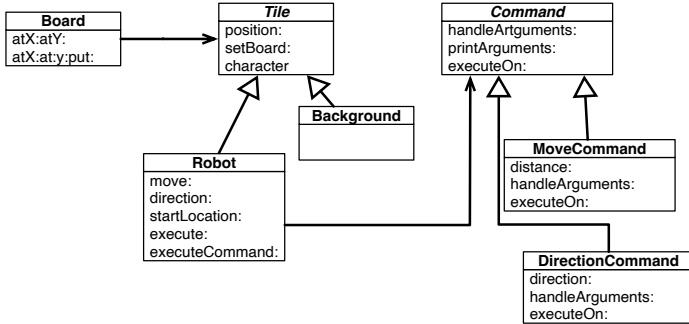 Board
atX:atY:
atX:at:y:put:
Tile
position:
setBoard:
character
Command
handleArtguments:
printArguments:
executeOn:
Background
Robot
move:
direction:
startLocation:
execute:
executeCommand:
MoveCommand
distance:
handleArguments:
executeOn:
DirectionCommand
direction:
handleArguments:
executeOn: